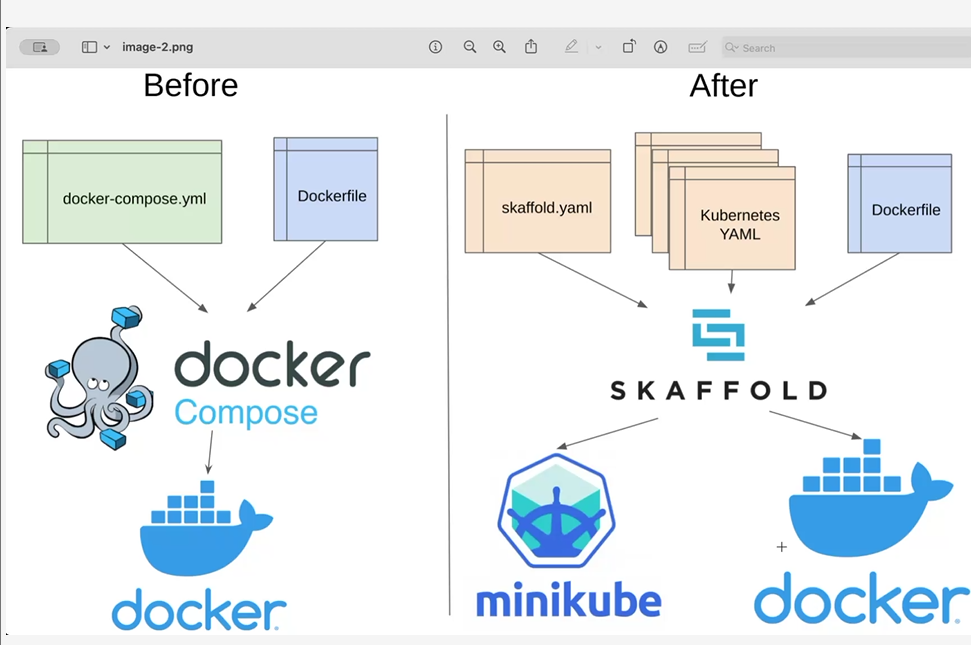 image-2.png
Search
Before
After
docker-compose.yml
Dockerfile
skaffold.yaml
Kubernetes
YAML
Dockerfile
docker
Compose
SKAFFOLD
docker
minikube
docker